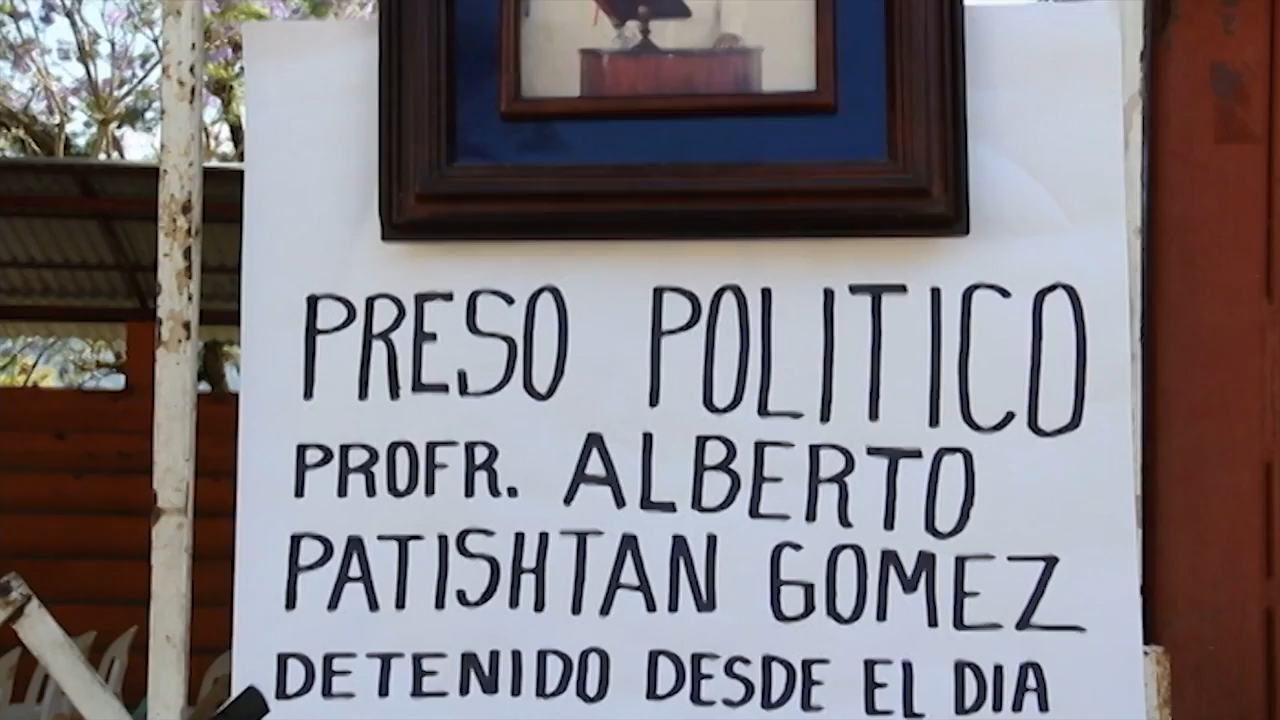 PRESO POLITICO
PROFR. ALBERTO
PATISHTAN GOMEZ
DETENIDO DESDE EL DIA